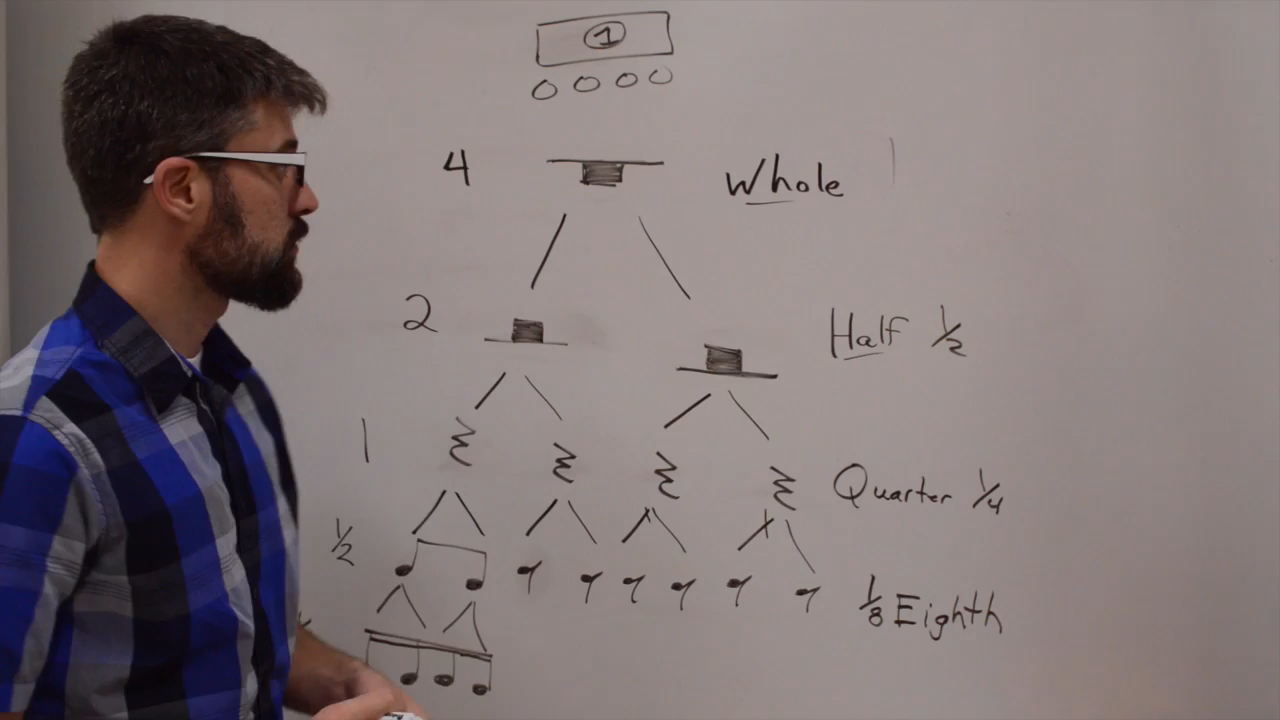 1
4 Whole
2 Half 1/2
1 Quarter 1/4
1/2 1/8 Eighth